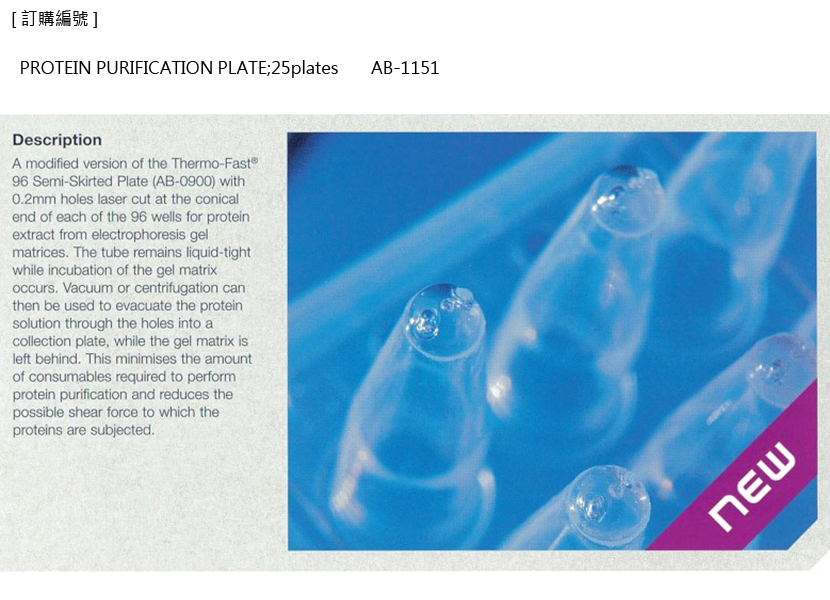 [ 訂購編號 ]
PROTEIN PURIFICATION PLATE;25plates AB-1151
Description
A modified version of the Thermo-Fast®
96 Semi-Skirted Plate (AB-0900) with
0.2mm holes laser cut at the conical
end of each of the 96 wells for protein
extract from electrophoresis gel
matrices. The tube remains liquid-tight
while incubation of the gel matrix
occurs. Vacuum or centrifugation can
then be used to evacuate the protein
solution through the holes into a
collection plate, while the gel matrix is
left behind. This minimises the amount
of consumables required to perform
protein purification and reduces the
possible shear force to which the
proteins are subjected.
NEW